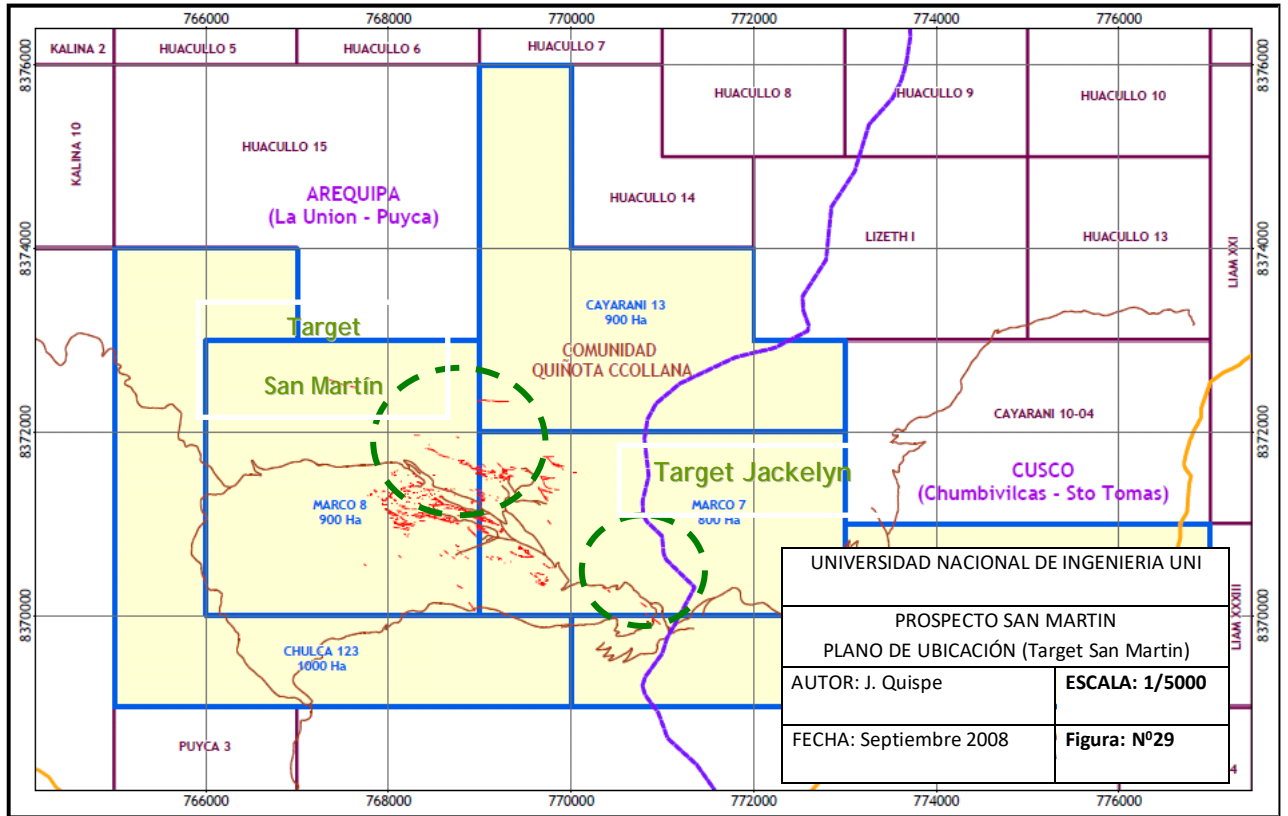 766000 768000 770000 772000 774000 776000
KALINA 2 HUACULLO 5 HUACULLO 6 HUACULLO 7
8376000 8376000
HUACULLO 8 HUACULLO 9 HUACULLO 10
KALINA 10
HUACULLO 15
AREQUIPA
(La Union - Puyca)
HUACULLO 14
LIZETH I HUACULLO 13
LIAM XXI
8374000 8374000
CAYARANI 13
900 Ha
COMUNIDAD
QUIÑOTA CCOLLANA
Target
San Martín
CAYARANI 10-04
8372000 8372000
Target Jackelyn
CUSCO
(Chumbivilcas - Sto Tomas)
MARCO 8
900 Ha
MARCO 7
800 Ha
8370000 8370000
LIAM XXXIII
CHULCA 123
1000 Ha
PUYCA 3
UNIVERSIDAD NACIONAL DE INGENIERIA UNI
PROSPECTO SAN MARTIN
PLANO DE UBICACIÓN (Target San Martin)
AUTOR: J. Quispe
ESCALA: 1/5000
FECHA: Septiembre 2008
Figura: Nº29
4
766000 768000 770000 772000 774000 776000